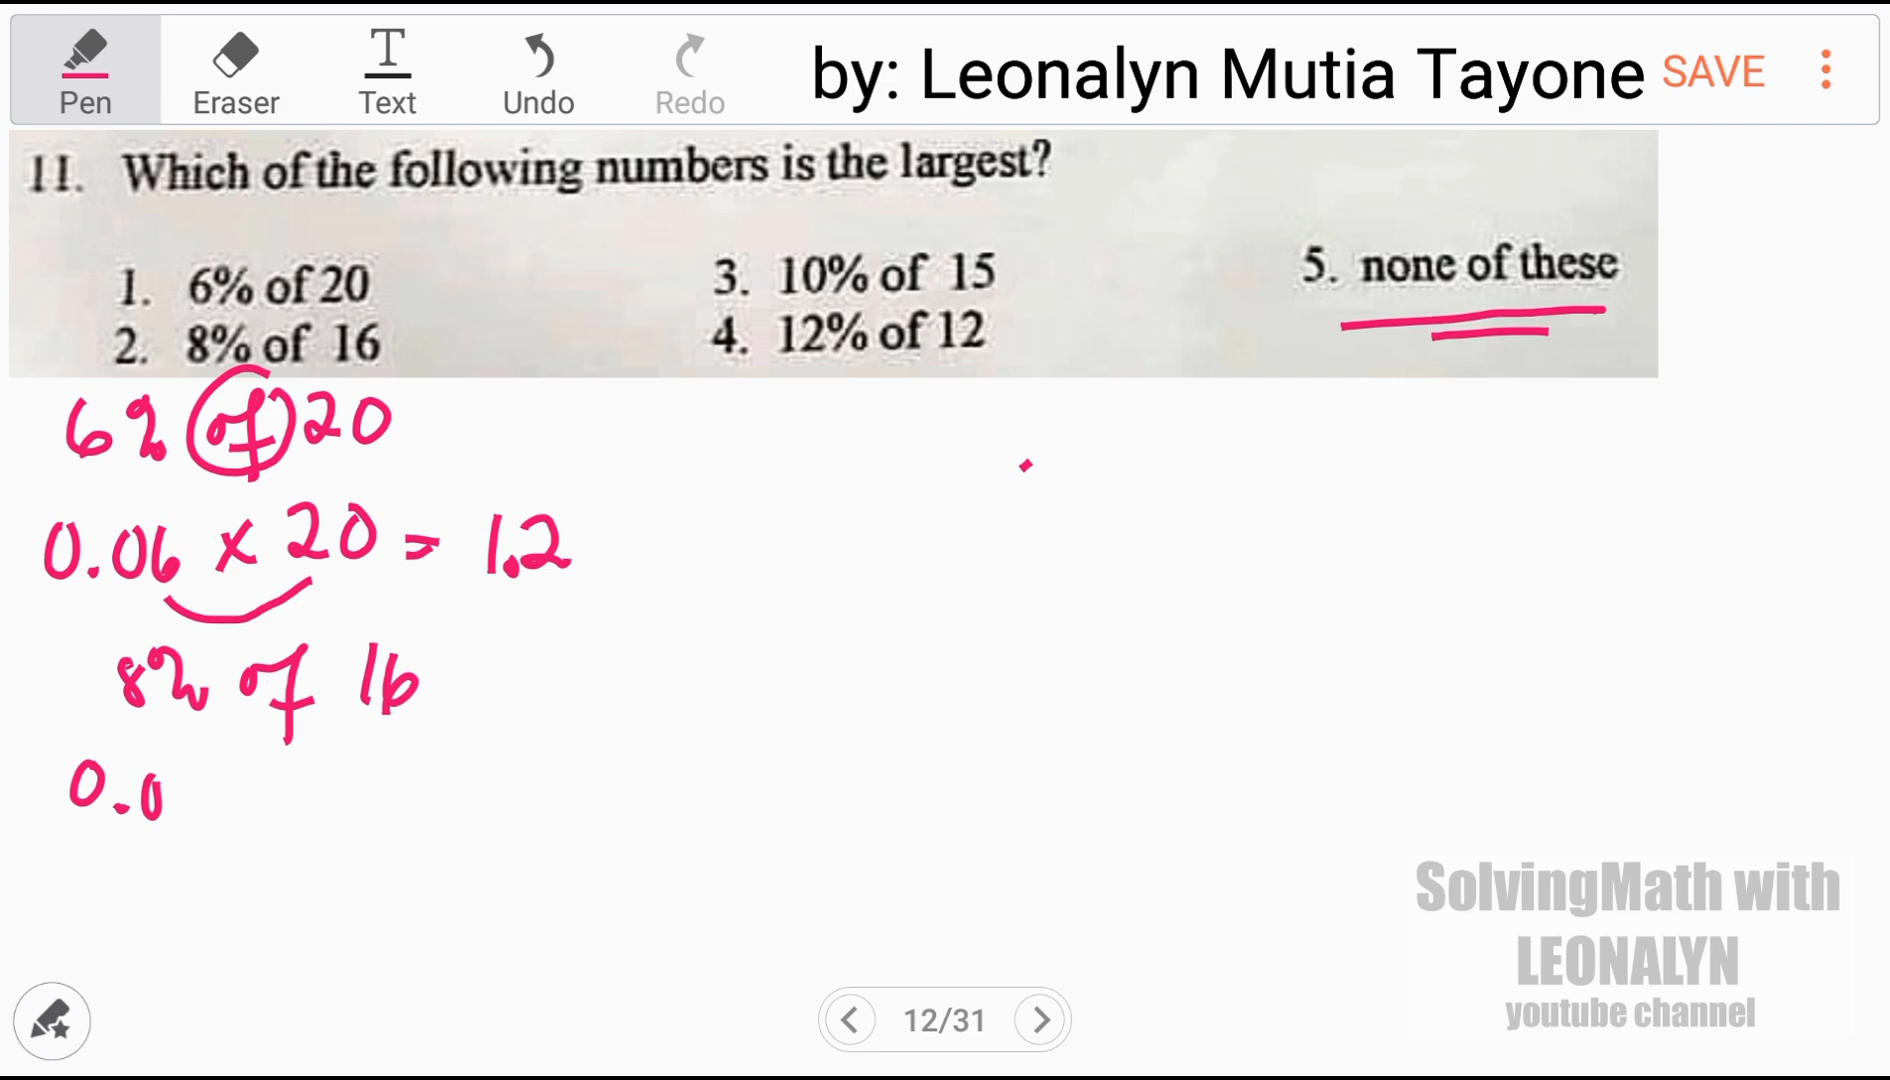 Pen
Eraser
Text
Undo
Redo
by: Leonalyn Mutia Tayone
SAVE
11. Which of the following numbers is the largest?
1. 6% of 20
2. 8% of 16
3. 10% of 15
4. 12% of 12
5. none of these
6% of 20
0.06 x 20 = 1.2
8% of 16
0.0
SolvingMath with
LEONALYN
youtube channel
12/31